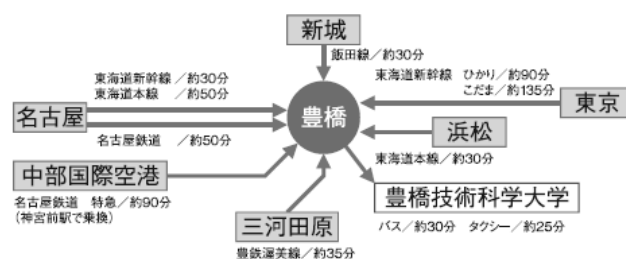 新城
飯田線／約30分
東海道新幹線／約30分
東海道本線　／約50分
東海道新幹線　ひかり／約90分
こだま／約135分
名古屋
豊橋
東京
名古屋鉄道　／約50分
浜松
東海道本線／約30分
中部国際空港
名古屋鉄道　特急／約90分
（神宮前駅で乗換）
豊橋技術科学大学
バス／約30分　タクシー／約25分
三河田原
豊鉄渥美線／約35分